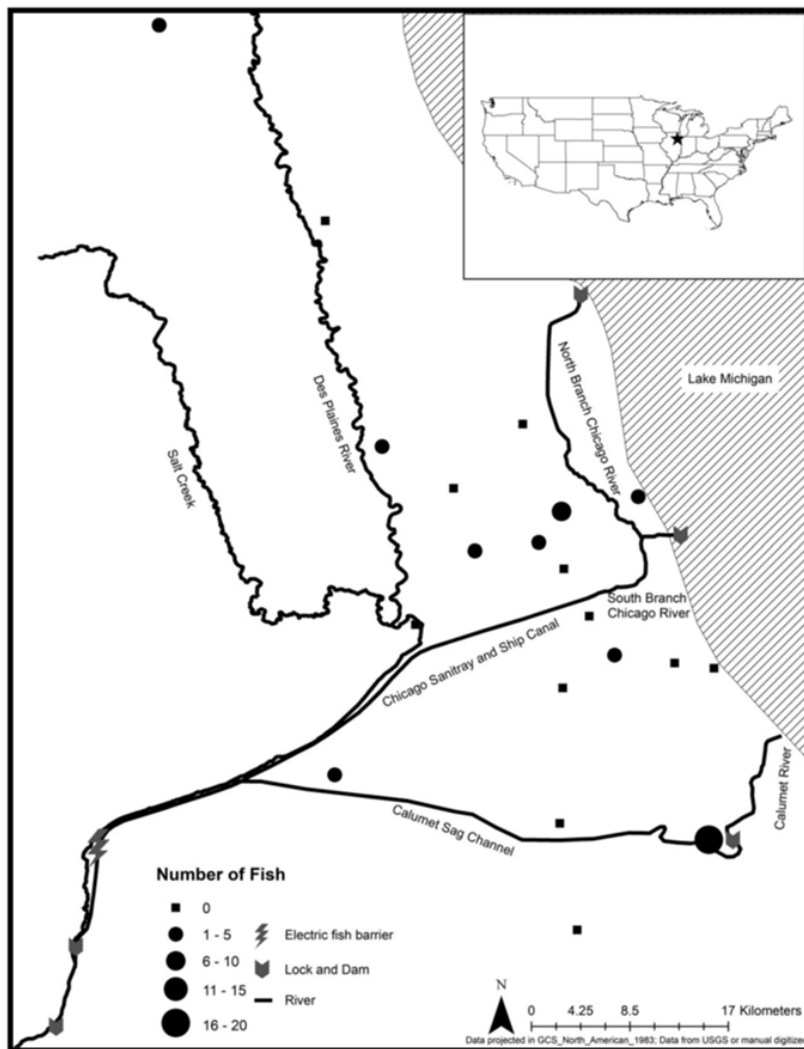 Lake Michigan
North Branch Chicago River
Des Plaines River
Salt Creek
South Branch
Chicago River
Chicago Sanitray and Ship Canal
Calumet River
Calumet Sag Channel
Number of Fish
0
1 - 5
6 - 10
11 - 15
16 - 20
Electric fish barrier
Lock and Dam
River
N
0 4.25 8.5 17 Kilometers
Data projected in GCS_North_American_1983; Data from USGS or manual digitized